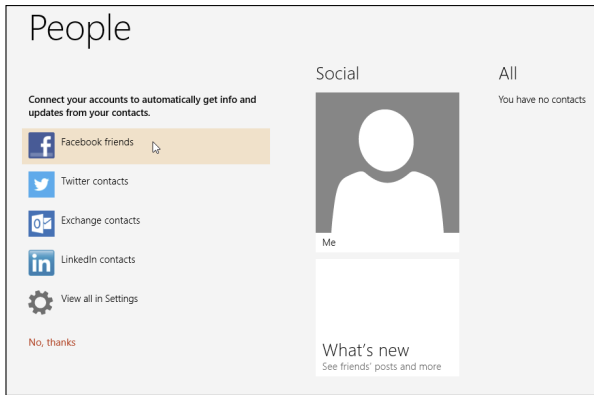 People
Connect your accounts to automatically get info and
updates from your contacts.
Facebook friends
Twitter contacts
Exchange contacts
LinkedIn contacts
View all in Settings
No, thanks
Social
Me
What's new
See friends' posts and more
All
You have no contacts